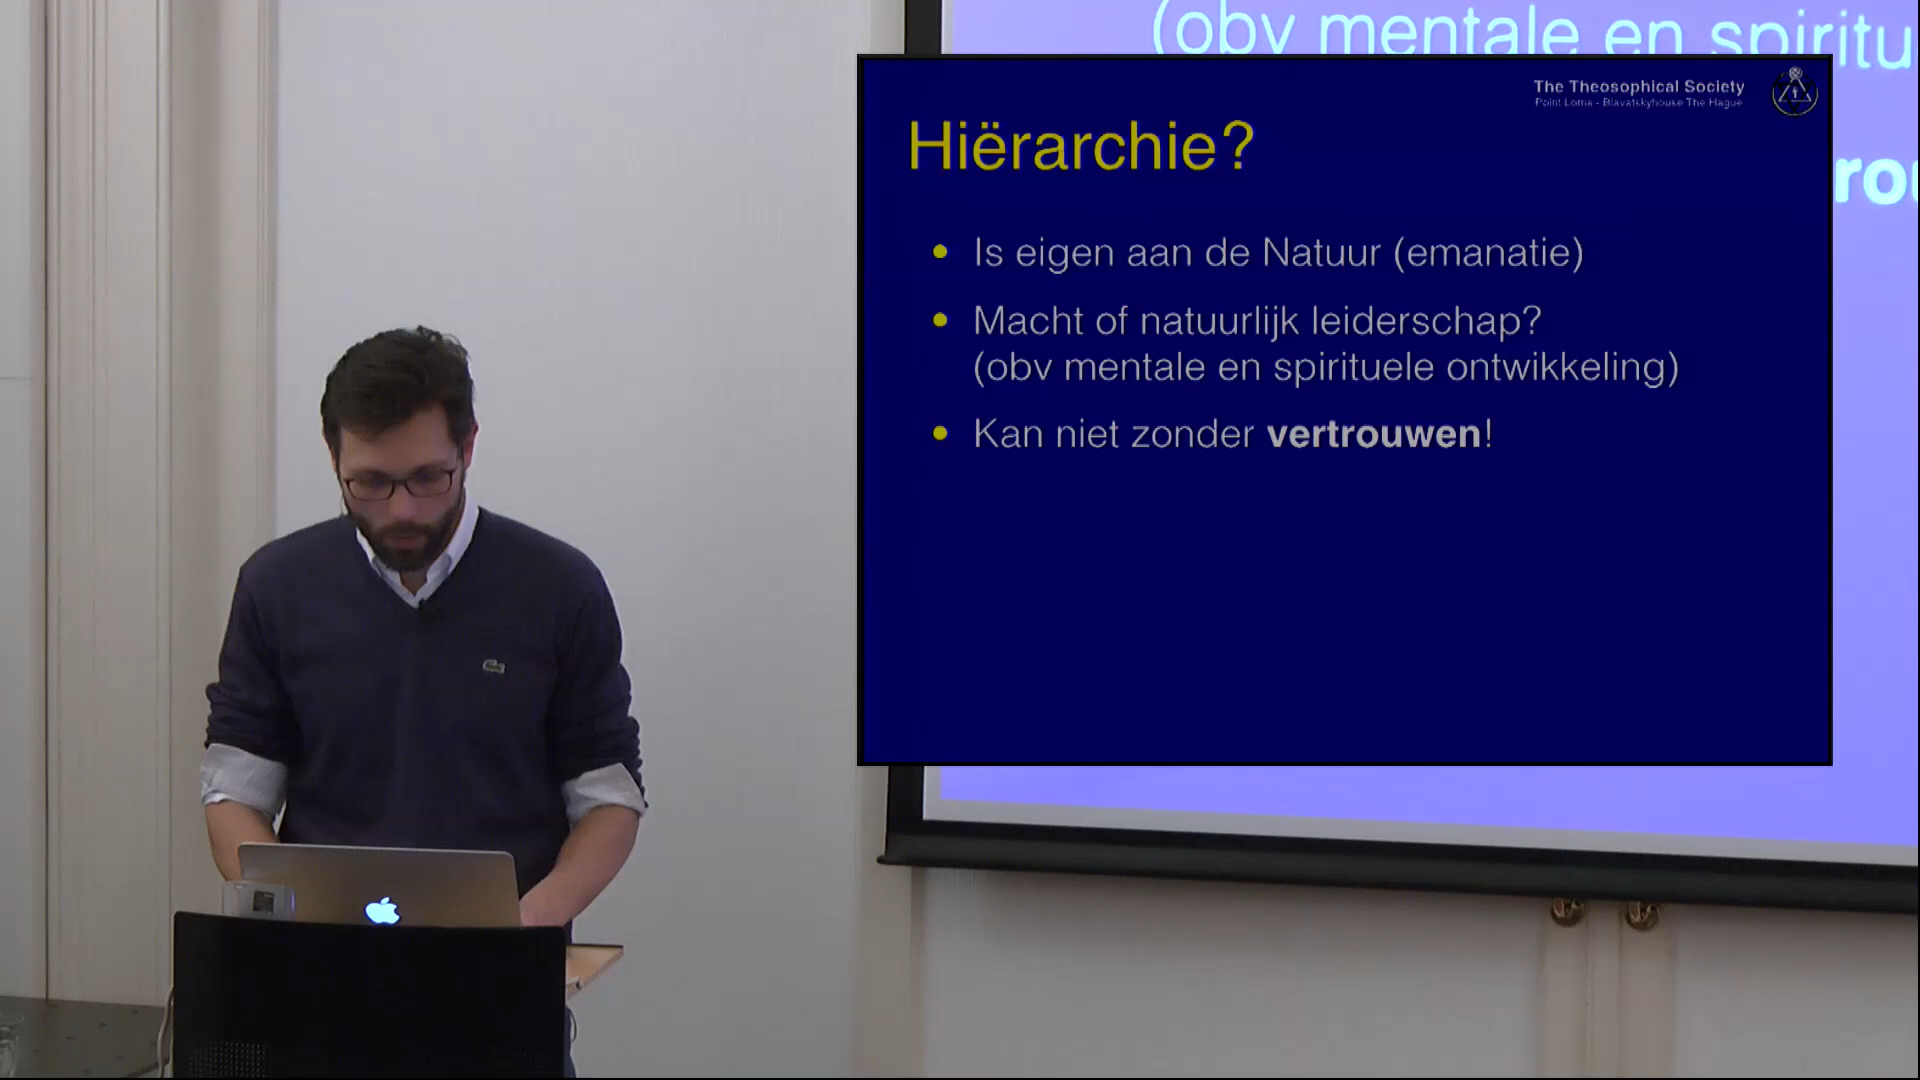 (obv mentale en spiritu
The Theosophical Society
Point Loma - Blavatskyhouse The Hague
Hiërarchie?
rou
• Is eigen aan de Natuur (emanatie)
• Macht of natuurlijk leiderschap?
(obv mentale en spirituele ontwikkeling)
• Kan niet zonder vertrouwen!